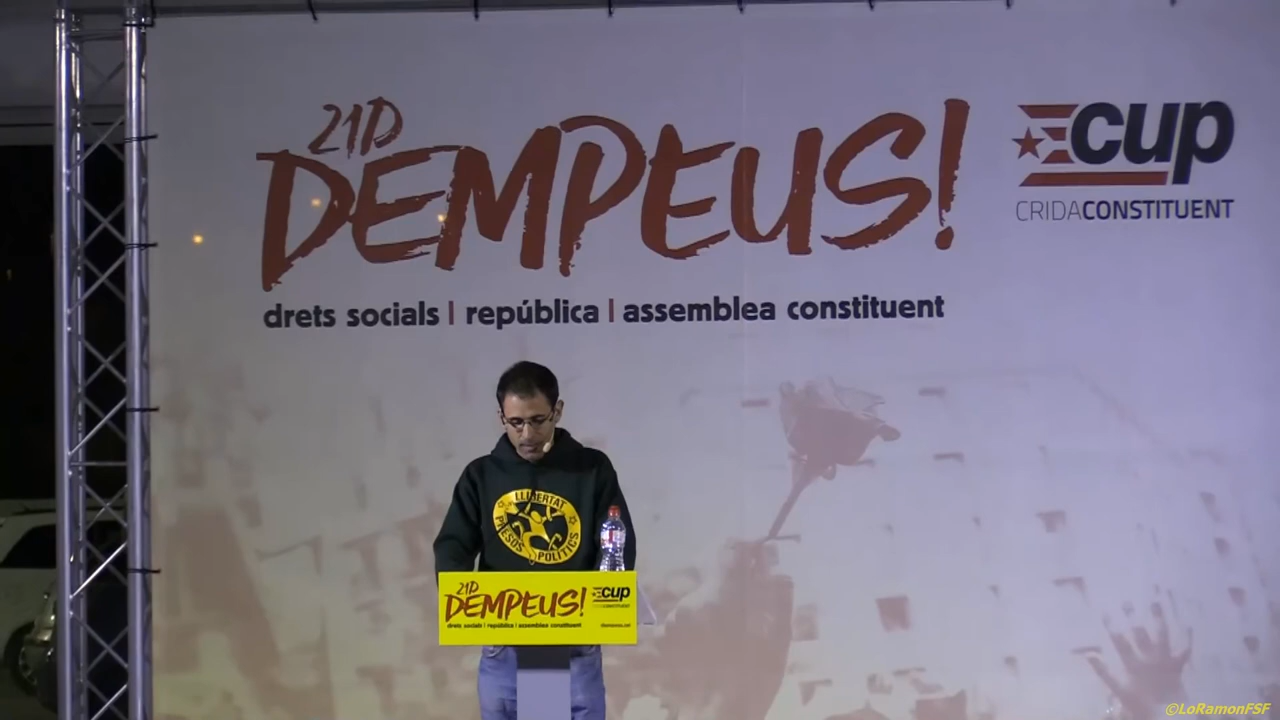 21D
DEMPEUS!
drets socials | república | assemblea constituent
cup
CRIDACONSTITUENT
LLIBERTAT
PRESOS POLÍTICS
21D
DEMPEUS!
drets socials | república | assemblea constituent
cup
CRIDACONSTITUENT
©LoRamonFSF